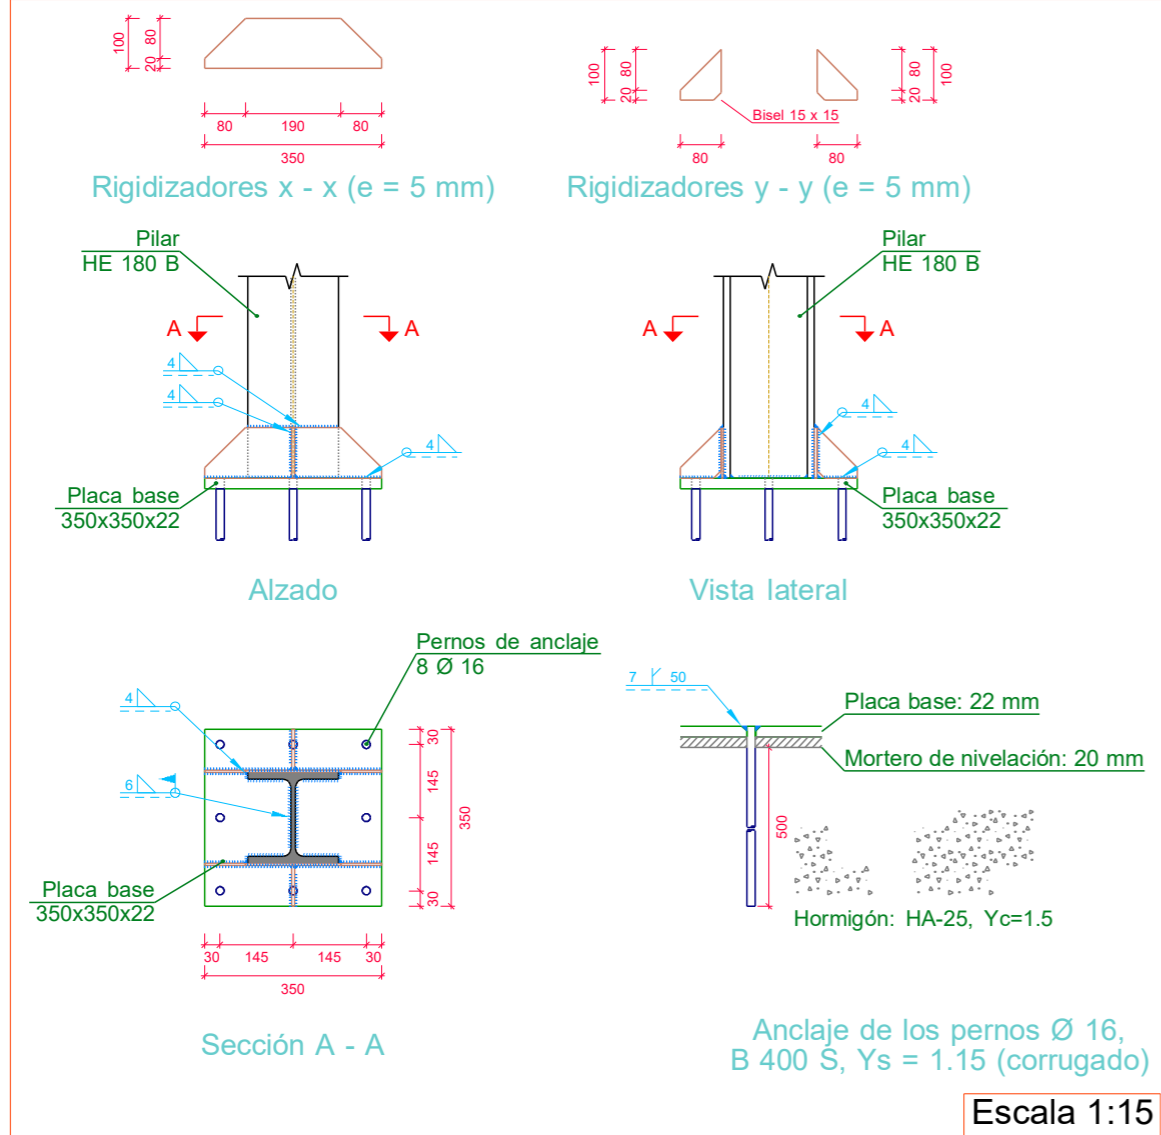 100
80
20
80
190
80
350
Rigidizadores x - x (e = 5 mm)
100
80
20
80
100
20
Bisel 15 x 15
80
80
Rigidizadores y - y (e = 5 mm)
Pilar
HE 180 B
A
A
4
4
4
Placa base
350x350x22
Alzado
Pilar
HE 180 B
A
A
4
4
Placa base
350x350x22
Vista lateral
Pernos de anclaje
8 Ø 16
4
6
30
145
145
30
350
Placa base
350x350x22
30
145
145
30
350
Sección A - A
7
50
Placa base: 22 mm
Mortero de nivelación: 20 mm
500
Hormigón: HA-25, Yc=1.5
Anclaje de los pernos Ø 16,
B 400 S, Ys = 1.15 (corrugado)
Escala 1:15